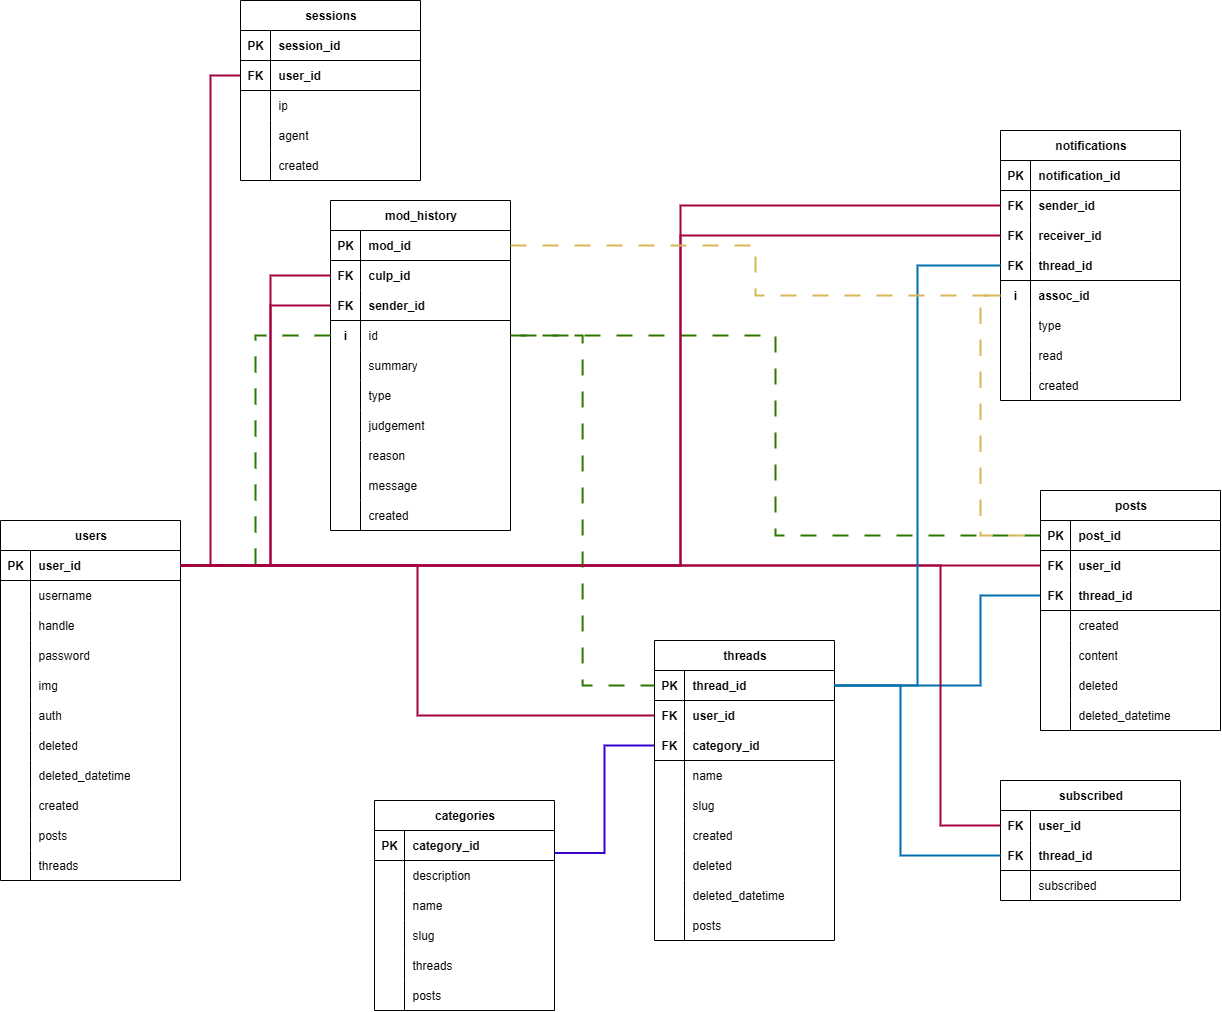 sessions
PK session_id
FK user_id
ip
agent
created
mod_history
PK mod_id
FK culp_id
FK sender_id
i id
summary
type
judgement
reason
message
created
notifications
PK notification_id
FK sender_id
FK receiver_id
FK thread_id
i assoc_id
type
read
created
users
PK user_id
username
handle
password
img
auth
deleted
deleted_datetime
created
posts
threads
posts
PK post_id
FK user_id
FK thread_id
created
content
deleted
deleted_datetime
threads
PK thread_id
FK user_id
FK category_id
name
slug
created
deleted
deleted_datetime
posts
categories
PK category_id
description
name
slug
threads
posts
subscribed
FK user_id
FK thread_id
subscribed